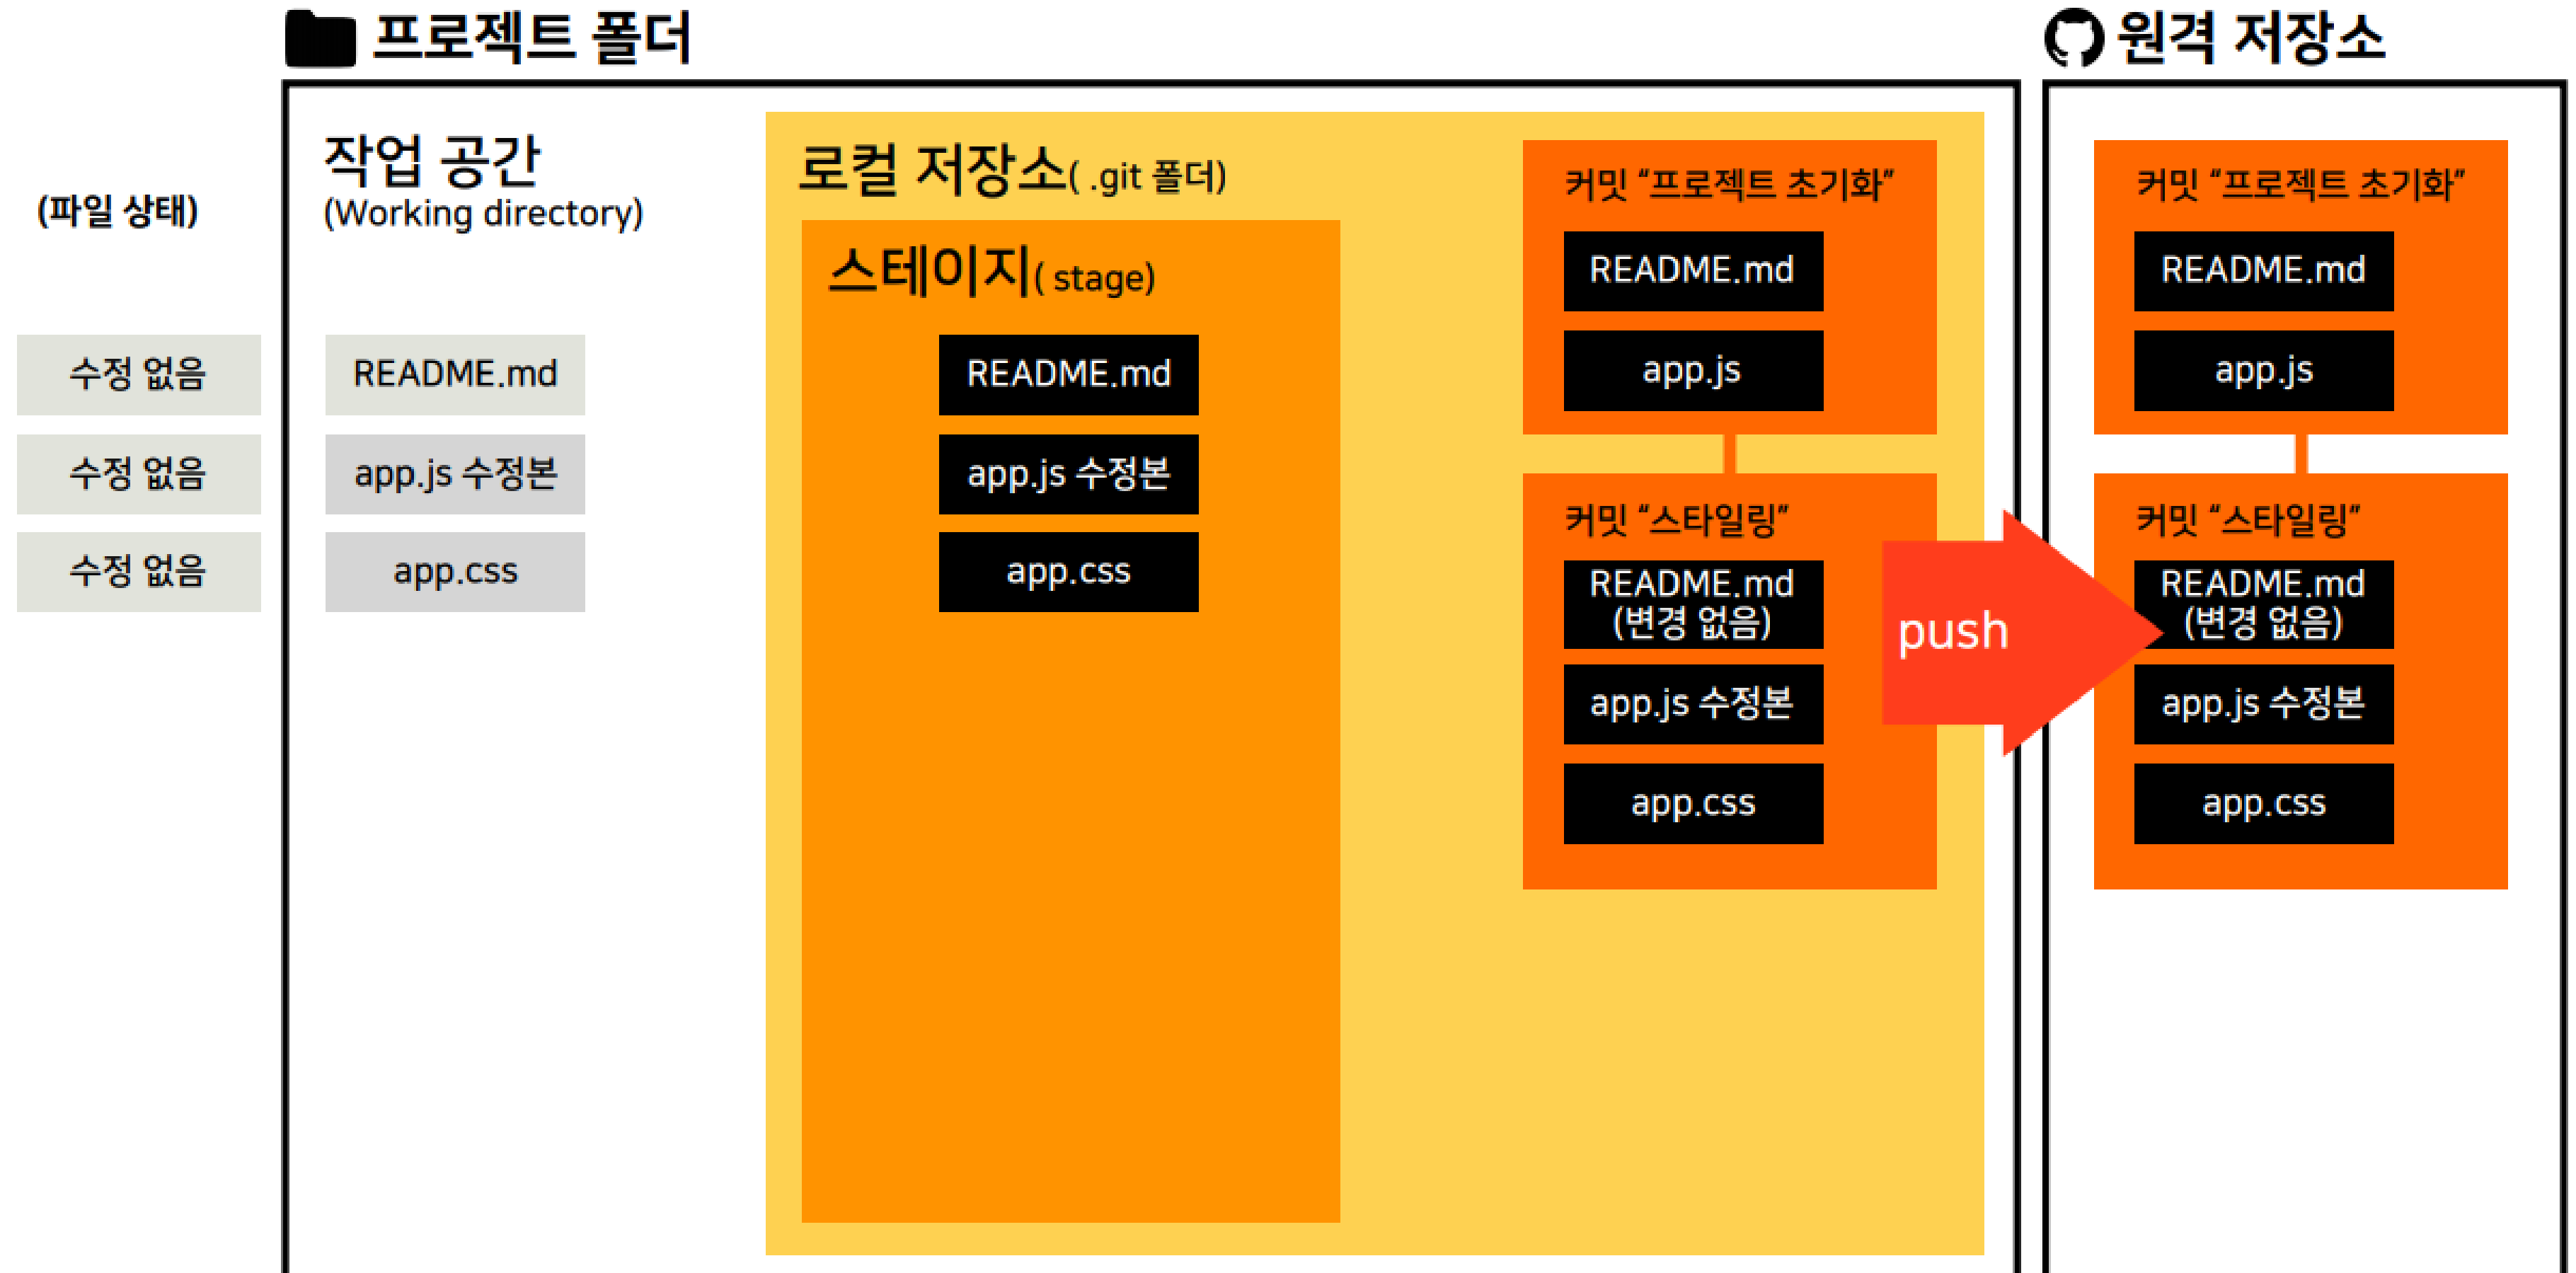 프로젝트 폴더
원격 저장소
(파일 상태)
수정 없음
수정 없음
수정 없음
작업 공간
(Working directory)
README.md
app.js 수정본
app.css
로컬 저장소( .git 폴더)
스테이지( stage)
README.md
app.js 수정본
app.css
커밋 “프로젝트 초기화”
README.md
app.js
커밋 “스타일링”
README.md
(변경 없음)
app.js 수정본
app.css
push
커밋 “프로젝트 초기화”
README.md
app.js
커밋 “스타일링”
README.md
(변경 없음)
app.js 수정본
app.css